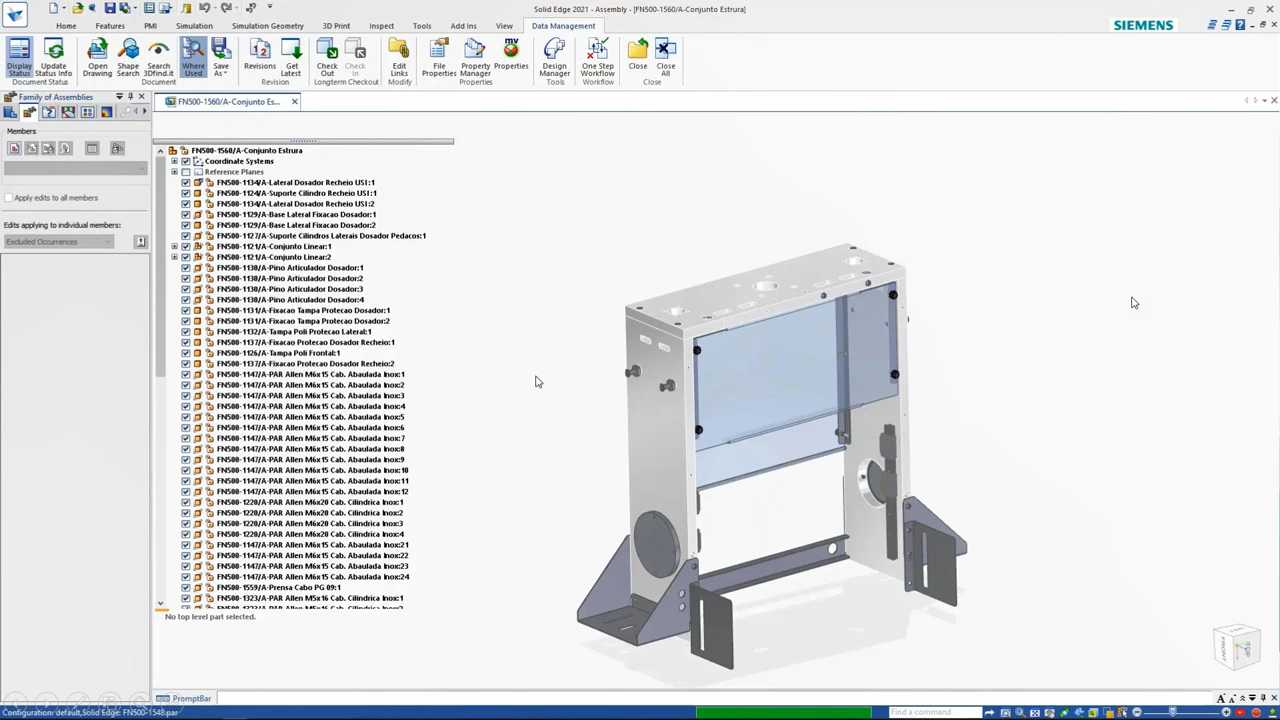 Solid Edge 2021 - Assembly - [FN500-1560/A-Conjunto Estrutra]
Home Features PMI Simulation Simulation Geometry 3D Print Inspect Tools Add Ins View Data Management
SIEMENS
Display Status
Update Status Info
Open Drawing
Shape Search
Search 3Dfind.it
Where Used
Save As
Revisions
Get Latest
Check Out
Check In
Edit Links
File Properties
Property Manager
mv
Properties
Design Manager
One Step Workflow
Close
Close All
Document Status Document Revision Longterm Checkout Modify Properties Tools Workflow Close
Family of Assemblies
FN500-1560/A-Conjunto Es...
Members
Apply edits to all members
Edits applying to individual members:
Excluded Occurrences
FN500-1560/A-Conjunto Estrura
Coordinate Systems
Reference Planes
FN500-1134/A-Lateral Dosador Recheio USI:1
FN500-1124/A-Suporte Cilindro Recheio USI:1
FN500-1134/A-Lateral Dosador Recheio USI:2
FN500-1129/A-Base Lateral Fixacao Dosador:1
FN500-1129/A-Base Lateral Fixacao Dosador:2
FN500-1127/A-Suporte Cilindros Laterais Dosador Pedacos:1
FN500-1121/A-Conjunto Linear:1
FN500-1121/A-Conjunto Linear:2
FN500-1130/A-Pino Articulador Dosador:1
FN500-1130/A-Pino Articulador Dosador:2
FN500-1130/A-Pino Articulador Dosador:3
FN500-1130/A-Pino Articulador Dosador:4
FN500-1131/A-Fixacao Tampa Protecao Dosador:1
FN500-1131/A-Fixacao Tampa Protecao Dosador:2
FN500-1132/A-Tampa Poli Protecao Lateral:1
FN500-1137/A-Fixacao Protecao Dosador Recheio:1
FN500-1126/A-Tampa Poli Frontal:1
FN500-1137/A-Fixacao Protecao Dosador Recheio:2
FN500-1147/A-PAR Allen M6x15 Cab. Abaulada Inox:1
FN500-1147/A-PAR Allen M6x15 Cab. Abaulada Inox:2
FN500-1147/A-PAR Allen M6x15 Cab. Abaulada Inox:3
FN500-1147/A-PAR Allen M6x15 Cab. Abaulada Inox:4
FN500-1147/A-PAR Allen M6x15 Cab. Abaulada Inox:5
FN500-1147/A-PAR Allen M6x15 Cab. Abaulada Inox:6
FN500-1147/A-PAR Allen M6x15 Cab. Abaulada Inox:7
FN500-1147/A-PAR Allen M6x15 Cab. Abaulada Inox:8
FN500-1147/A-PAR Allen M6x15 Cab. Abaulada Inox:9
FN500-1147/A-PAR Allen M6x15 Cab. Abaulada Inox:10
FN500-1147/A-PAR Allen M6x15 Cab. Abaulada Inox:11
FN500-1147/A-PAR Allen M6x15 Cab. Abaulada Inox:12
FN500-1220/A-PAR Allen M6x20 Cab. Cilindrica Inox:1
FN500-1220/A-PAR Allen M6x20 Cab. Cilindrica Inox:2
FN500-1220/A-PAR Allen M6x20 Cab. Cilindrica Inox:3
FN500-1220/A-PAR Allen M6x20 Cab. Cilindrica Inox:4
FN500-1147/A-PAR Allen M6x15 Cab. Abaulada Inox:21
FN500-1147/A-PAR Allen M6x15 Cab. Abaulada Inox:22
FN500-1147/A-PAR Allen M6x15 Cab. Abaulada Inox:23
FN500-1147/A-PAR Allen M6x15 Cab. Abaulada Inox:24
FN500-1559/A-Prensa Cabo PG 09:1
FN500-1323/A-PAR Allen M5x16 Cab. Cilindrica Inox:1
No top level part selected.
FRONT
TOP
PromptBar
Configuration: default,Solid Edge: FN500-1548.par
Find a command